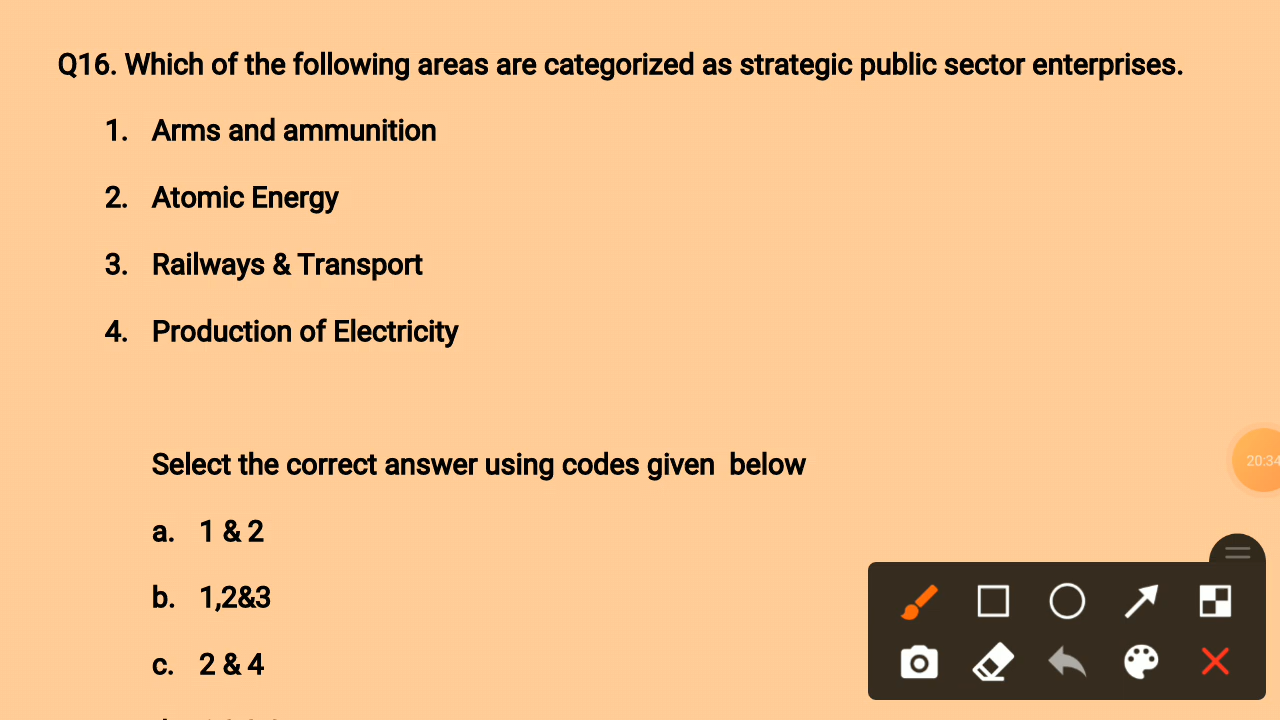 Q16. Which of the following areas are categorized as strategic public sector enterprises.
1. Arms and ammunition
2. Atomic Energy
3. Railways & Transport
4. Production of Electricity
Select the correct answer using codes given below
a. 1 & 2
b. 1,2&3
c. 2 & 4
20:34